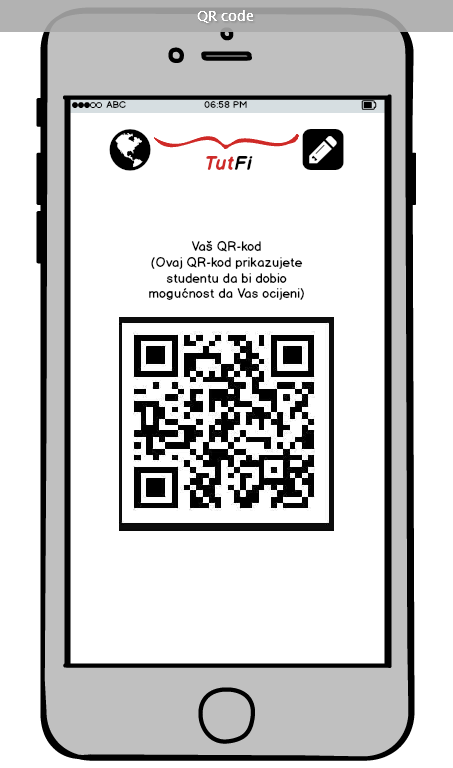 QR code
ABC 06:58 PM
TutFi
Vaš QR-kod
(Ovaj QR-kod prikazujete
studentu da bi dobio
mogućnost da Vas ocijeni)